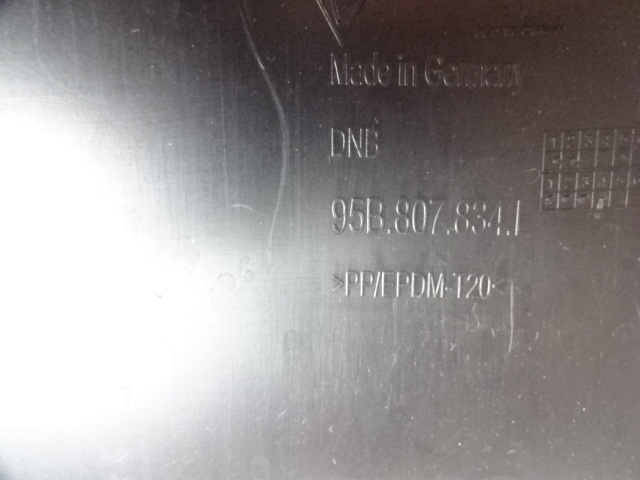 Made in Germany
DNB
95B.807.834.I
>PP/EPDM-T20<